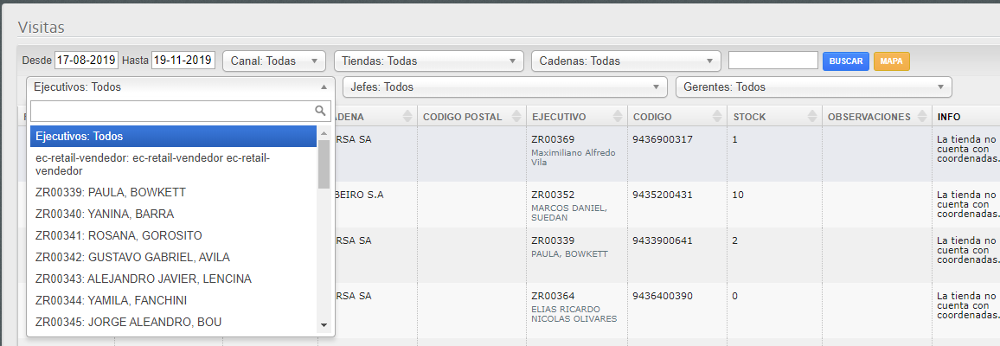 Visitas
Desde 17-08-2019 Hasta 19-11-2019 Canal: Todas Tiendas: Todas Cadenas: Todas BUSCAR MAPA
Ejecutivos: Todos Jefes: Todos Gerentes: Todos
ADENA CODIGO POSTAL EJECUTIVO CODIGO STOCK OBSERVACIONES INFO
Ejecutivos: Todos
ec-retail-vendedor: ec-retail-vendedor ec-retail-
vendedor
ZR00339: PAULA, BOWKETT
ZR00340: YANINA, BARRA
ZR00341: ROSANA, GOROSITO
ZR00342: GUSTAVO GABRIEL, AVILA
ZR00343: ALEJANDRO JAVIER, LENCINA
ZR00344: YAMILA, FANCHINI
ZR00345: JORGE ALEANDRO, BOU
RSA SA ZR00369 9436900317 1 La tienda no
Maximiliano Alfredo cuenta con
Vila coordenadas.
BEIRO S.A ZR00352 9435200431 10 La tienda no
MARCOS DANIEL, cuenta con
SUEDAN coordenadas.
RSA SA ZR00339 9433900641 2 La tienda no
PAULA, BOWKETT cuenta con
coordenadas.
RSA SA ZR00364 9436400390 0 La tienda no
ELIAS RICARDO cuenta con
NICOLAS OLIVARES coordenadas.